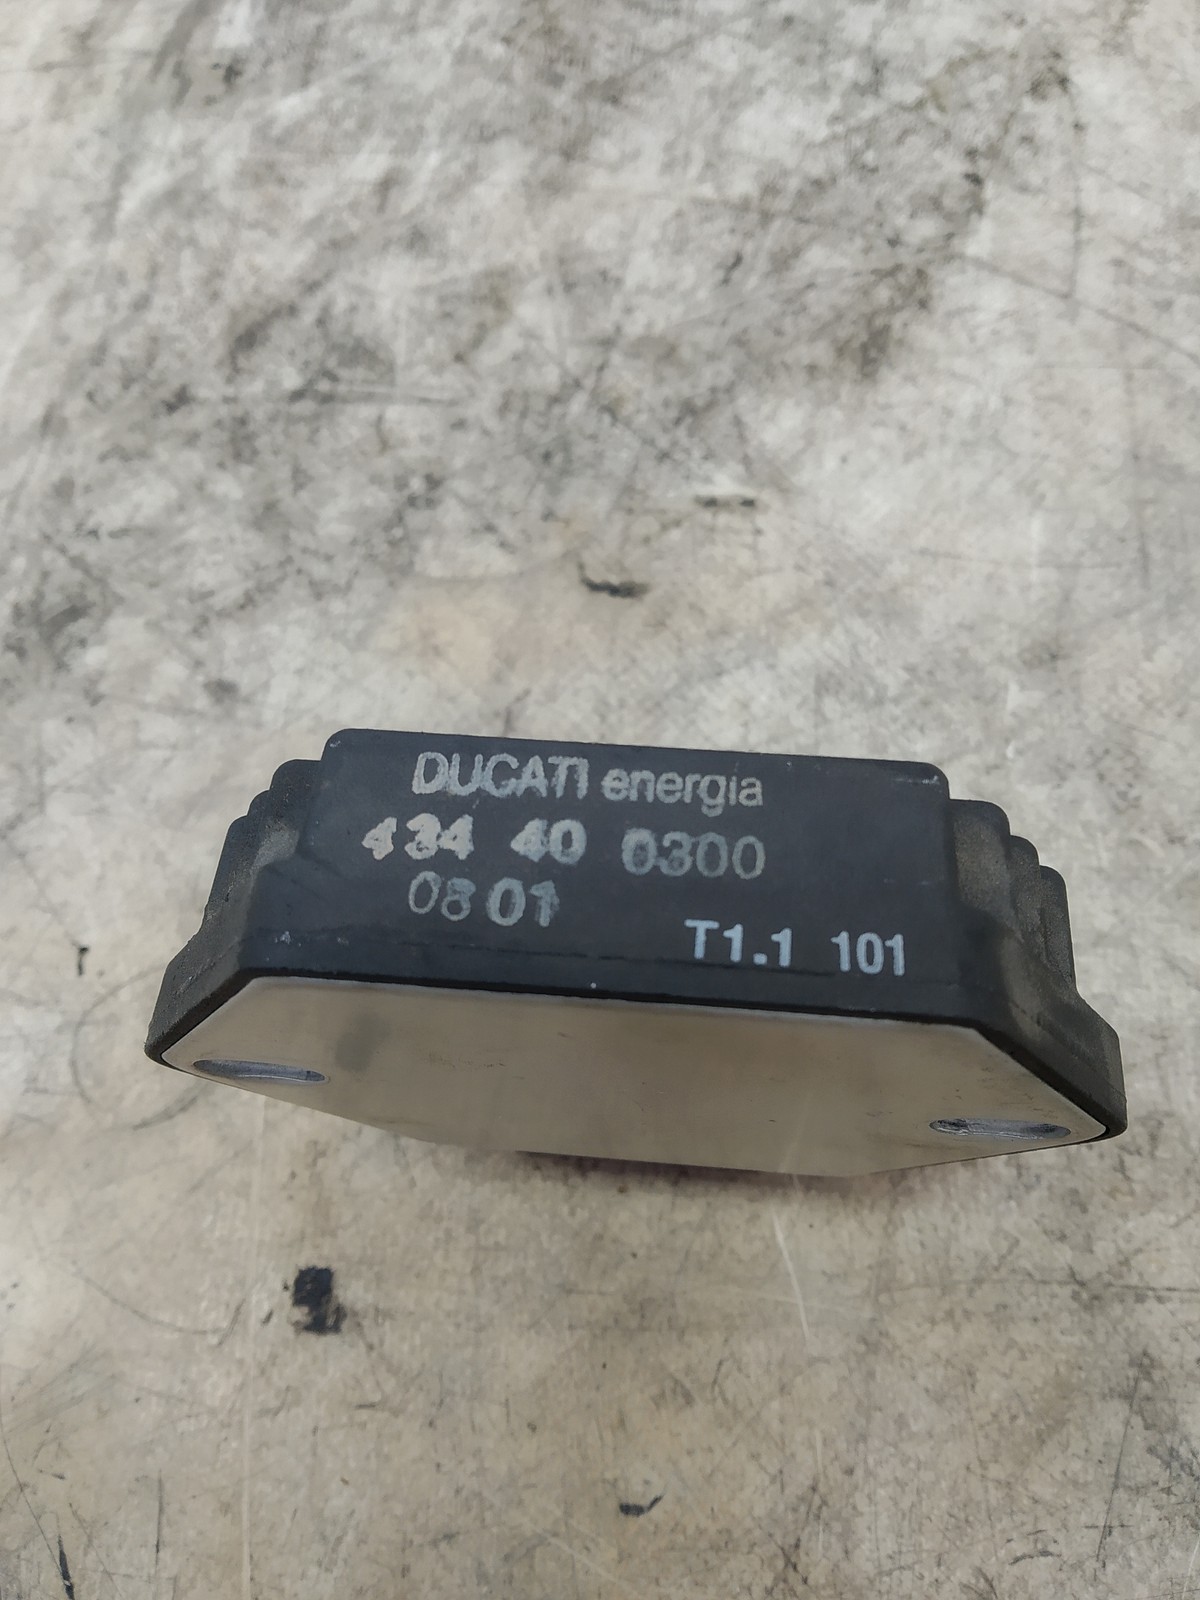 DUCATI energia
434 40 0300
08 01
T1.1 101